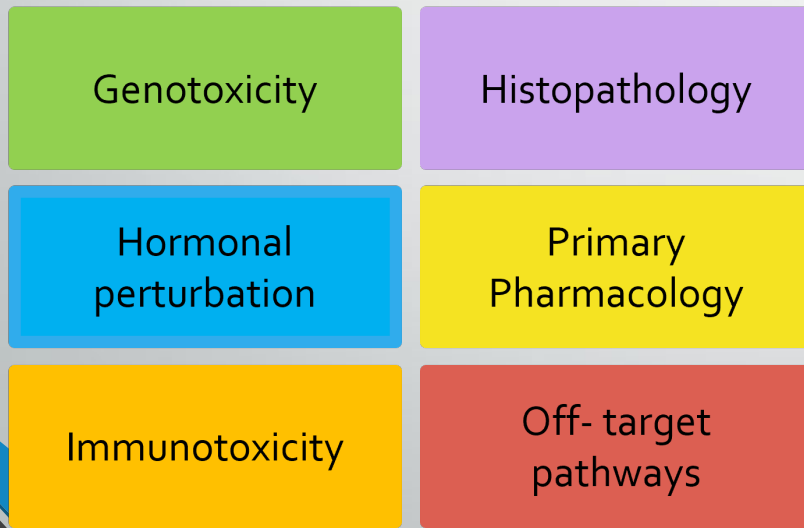 Genotoxicity
Histopathology
Hormonal
perturbation
Primary
Pharmacology
Immunotoxicity
Off- target
pathways